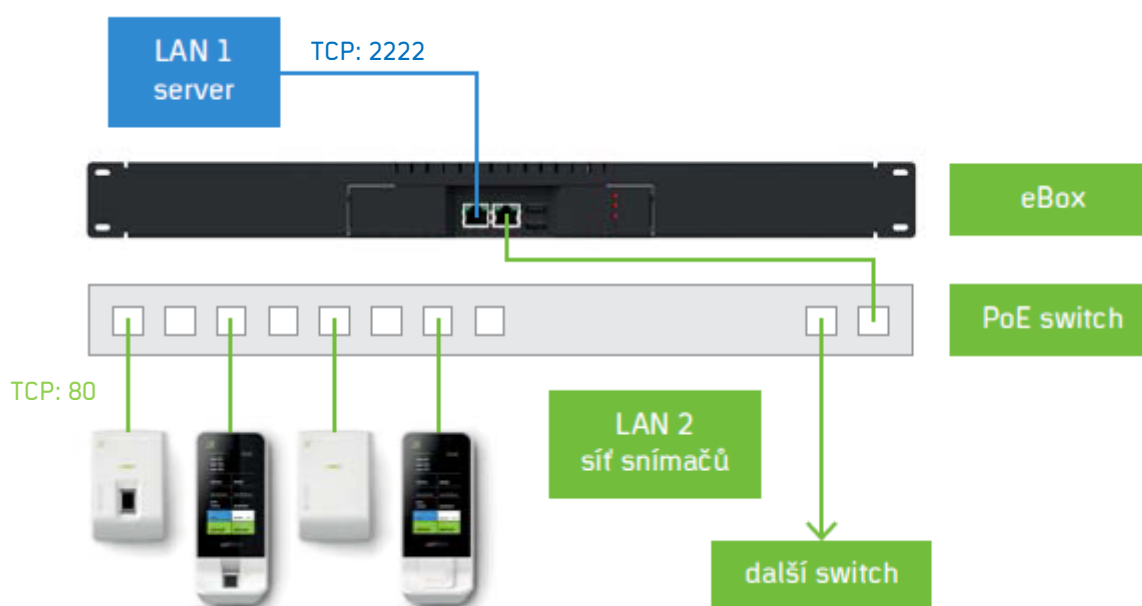 LAN 1
server
TCP: 2222
eBox
PoE switch
TCP: 80
LAN 2
síť snímačů
další switch